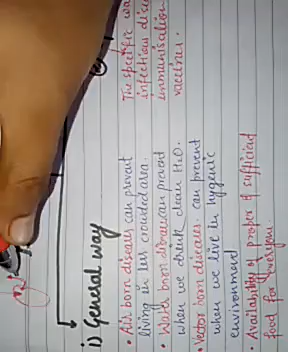 i) General way
• Air born diseases can prevent
living in less crowded area.
• Water born diseases can prevent
when we drink clean H2O.
• Vector born diseases. can prevent
when we live in hygenic
environment
• Availability of proper & sufficient
food for everyone.
The specific
infectious
immunisation
vaccines.